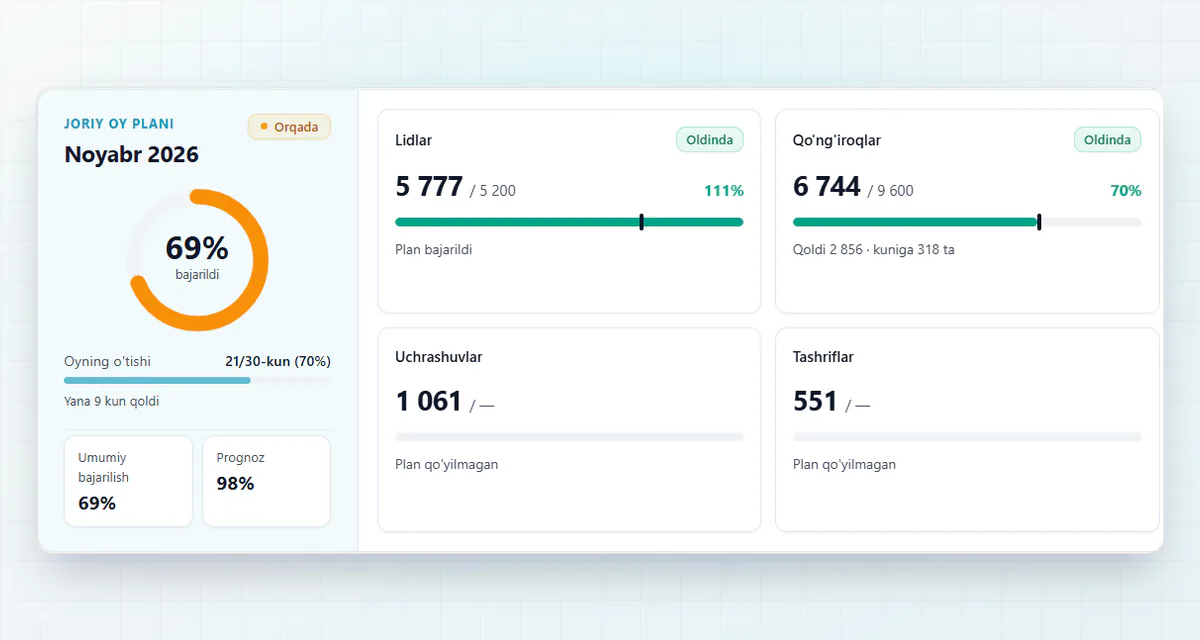 JORIY OY PLANI
Orqada
Noyabr 2026
69%
bajarildi
Oyning o'tishi
21/30-kun (70%)
Yana 9 kun qoldi
Umumiy
bajarilish
69%
Prognoz
98%
Lidlar
Oldinda
5 777 / 5 200
111%
Plan bajarildi
Qo'ng'iroqlar
Oldinda
6 744 / 9 600
70%
Qoldi 2 856 · kuniga 318 ta
Uchrashuvlar
1 061 / —
Plan qo'yilmagan
Tashriflar
551 / —
Plan qo'yilmagan